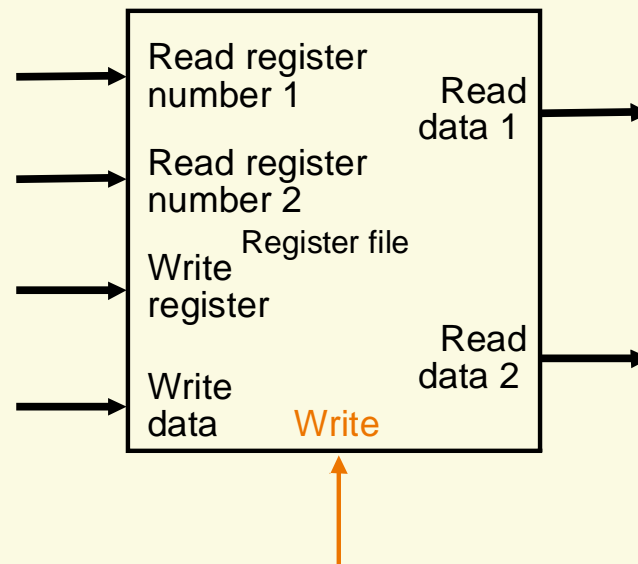 Read register
number 1
Read
data 1
Read register
number 2
Register file
Write
register
Read
data 2
Write
data
Write